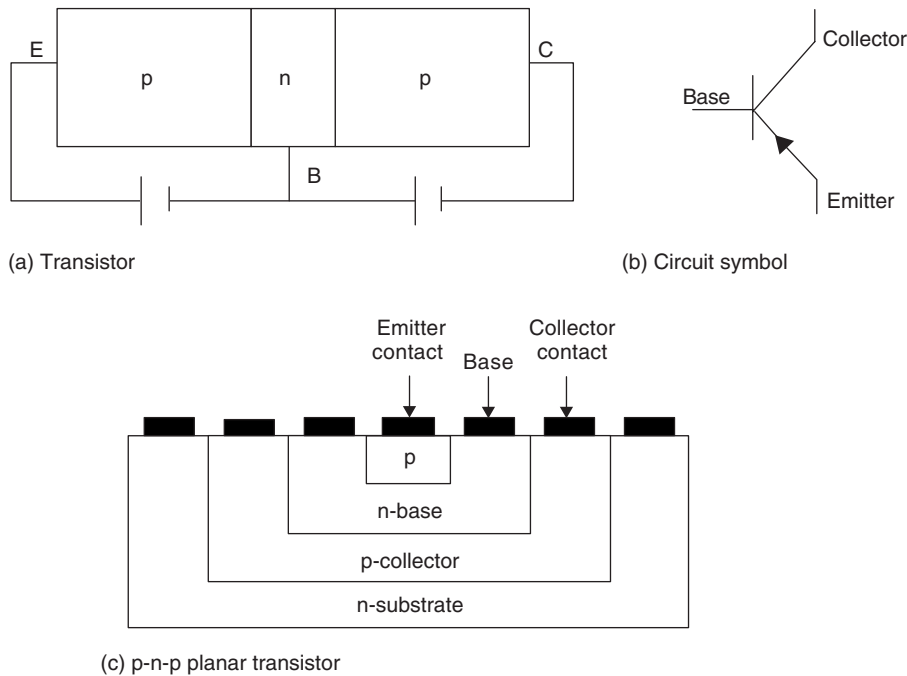 E
C
p
n
p
B
(a) Transistor
Collector
Base
Emitter
(b) Circuit symbol
Emitter
contact
Base
Collector
contact
p
n-base
p-collector
n-substrate
(c) p-n-p planar transistor